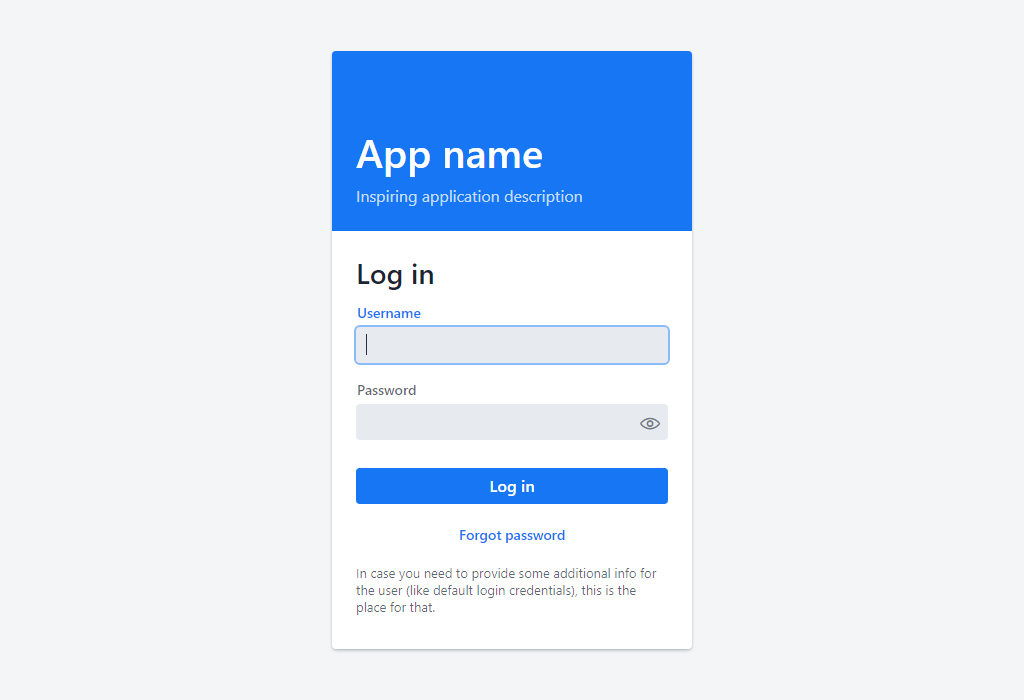 App name
Inspiring application description
Log in
Username
Password
Log in
Forgot password
In case you need to provide some additional info for
the user (like default login credentials), this is the
place for that.